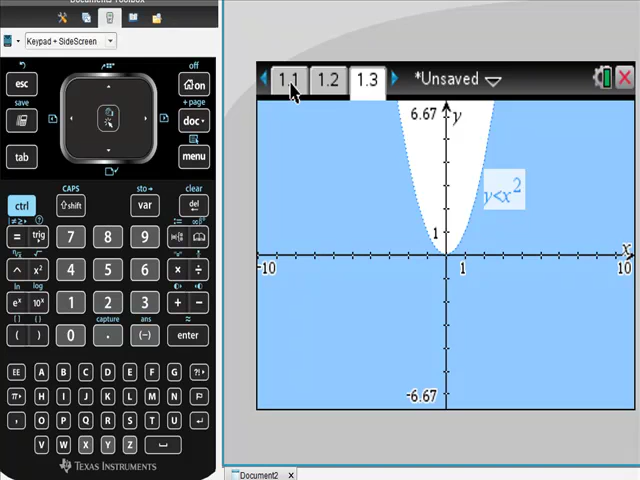 Documents Toolbox
Keypad + SideScreen
off
esc
on
save
+ page
doc
tab
menu
CAPS
sto→
clear
ctrl
shift
var
del
= trig 7 8 9
^ x² 4 5 6 × ÷
ln log
eˣ 10ˣ 1 2 3 + −
capture ans ≈
( ) 0 . (−) enter
EE A B C D E F G ?!
π H I J K L M N
, O P Q R S T U
V W X Y Z
TEXAS INSTRUMENTS
1.1 1.2 1.3 *Unsaved
6.67 y
y<x²
1
x
-10 1 10
-6.67
Document2 ×